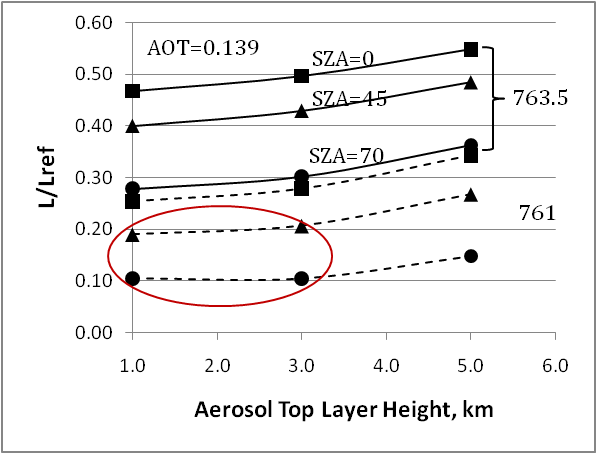 0.60
AOT=0.139
SZA=0
0.50
SZA=45
763.5
0.40
SZA=70
0.30
761
0.20
0.10
0.00
L/Lref
1.0 2.0 3.0 4.0 5.0 6.0
Aerosol Top Layer Height, km